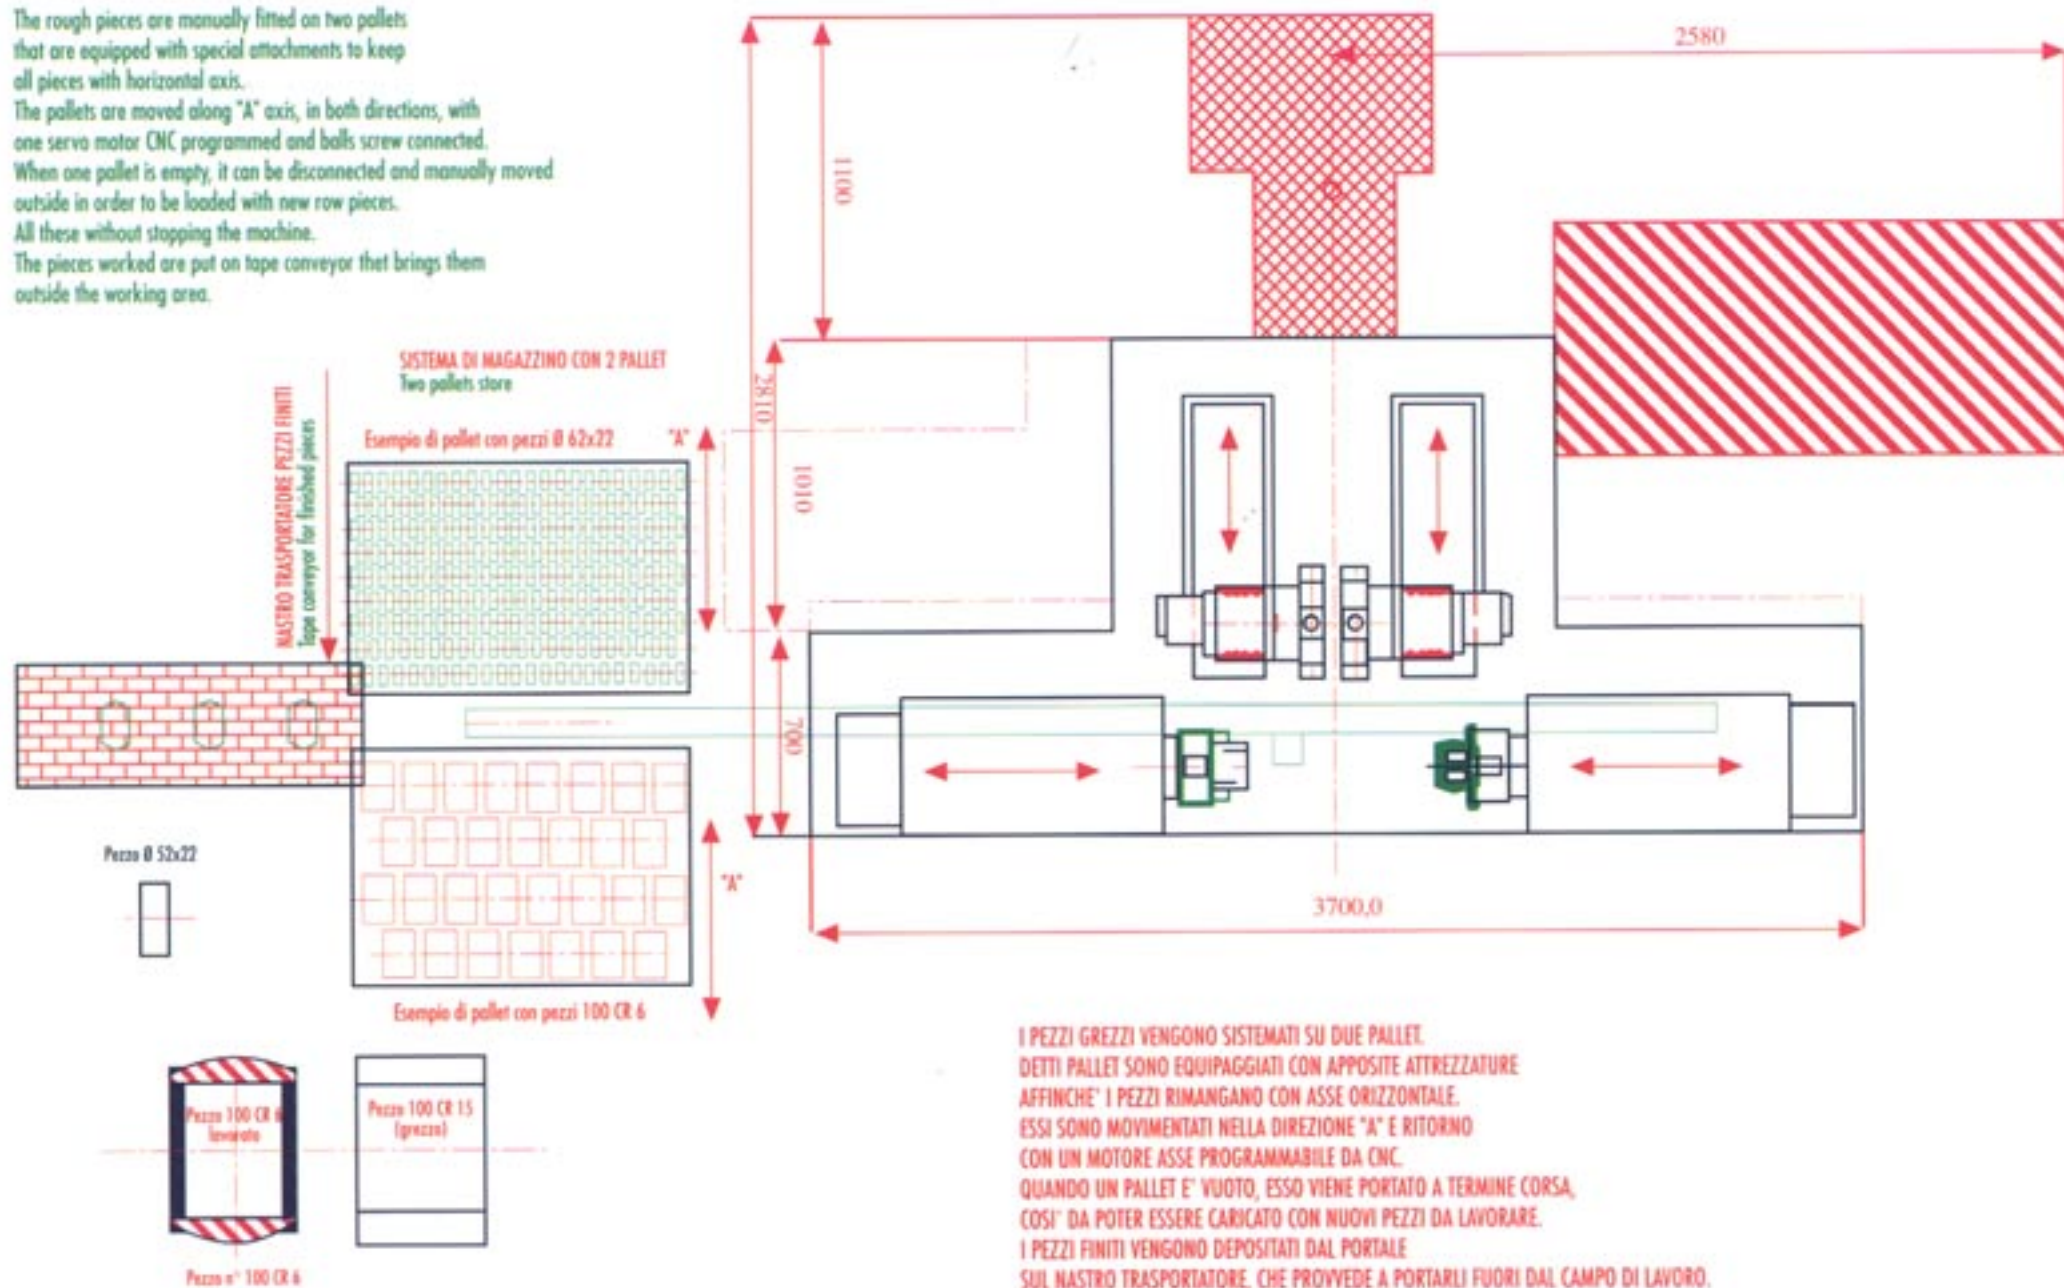 The rough pieces are manually fitted on two pallets
that are equipped with special attachments to keep
all pieces with horizontal axis.
The pallets are moved along "A" axis, in both directions, with
one servo motor CNC programmed and balls screw connected.
When one pallet is empty, it can be disconnected and manually moved
outside in order to be loaded with new row pieces.
All these without stopping the machine.
The pieces worked are put on tape conveyor thet brings them
outside the working area.
2580
1100
2810
1010
700
3700,0
SISTEMA DI MAGAZZINO CON 2 PALLET
Two pallets store
Esempio di pallet con pezzi Ø 62x22
"A"
NASTRO TRASPORTATORE PEZZI FINITI
Tape conveyor for finished pieces
"A"
Esempio di pallet con pezzi 100 CR 6
Pezzo Ø 52x22
Pezzo 100 CR 6
lavorato
Pezzo 100 CR 15
(grezzo)
Pezzo n° 100 CR 6
I PEZZI GREZZI VENGONO SISTEMATI SU DUE PALLET.
DETTI PALLET SONO EQUIPAGGIATI CON APPOSITE ATTREZZATURE
AFFINCHE' I PEZZI RIMANGANO CON ASSE ORIZZONTALE.
ESSI SONO MOVIMENTATI NELLA DIREZIONE "A" E RITORNO
CON UN MOTORE ASSE PROGRAMMABILE DA CNC.
QUANDO UN PALLET E' VUOTO, ESSO VIENE PORTATO A TERMINE CORSA,
COSI' DA POTER ESSERE CARICATO CON NUOVI PEZZI DA LAVORARE.
I PEZZI FINITI VENGONO DEPOSITATI DAL PORTALE
SUL NASTRO TRASPORTATORE, CHE PROVVEDE A PORTARLI FUORI DAL CAMPO DI LAVORO.